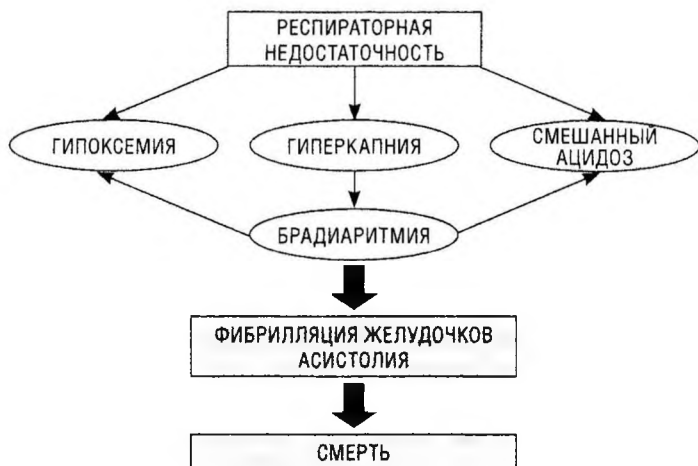 РЕСПИРАТОРНАЯ
НЕДОСТАТОЧНОСТЬ
ГИПОКСЕМИЯ
ГИПЕРКАПНИЯ
СМЕШАННЫЙ
АЦИДОЗ
БРАДИАРИТМИЯ
ФИБРИЛЛЯЦИЯ ЖЕЛУДОЧКОВ
АСИСТОЛИЯ
СМЕРТЬ